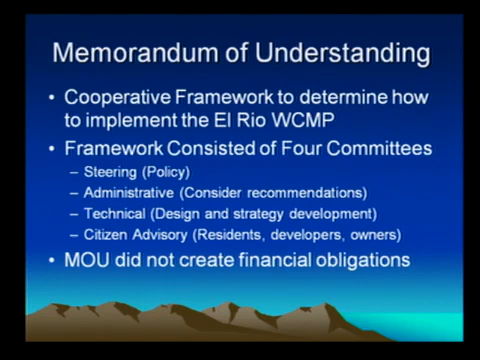 Memorandum of Understanding
• Cooperative Framework to determine how
to implement the El Rio WCMP
• Framework Consisted of Four Committees
– Steering (Policy)
– Administrative (Consider recommendations)
– Technical (Design and strategy development)
– Citizen Advisory (Residents, developers, owners)
• MOU did not create financial obligations